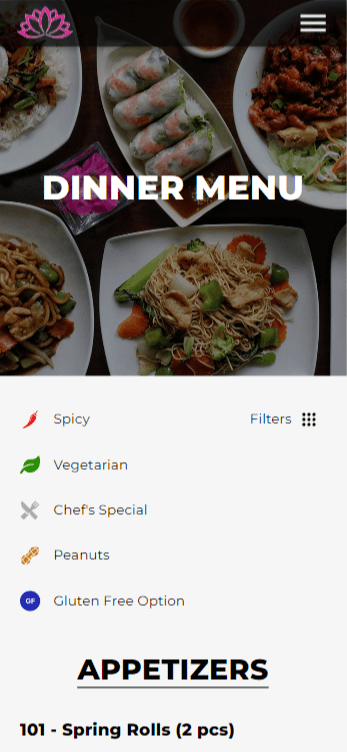 DINNER MENU
Spicy
Filters
Vegetarian
Chef's Special
Peanuts
GF
Gluten Free Option
APPETIZERS
101 - Spring Rolls (2 pcs)